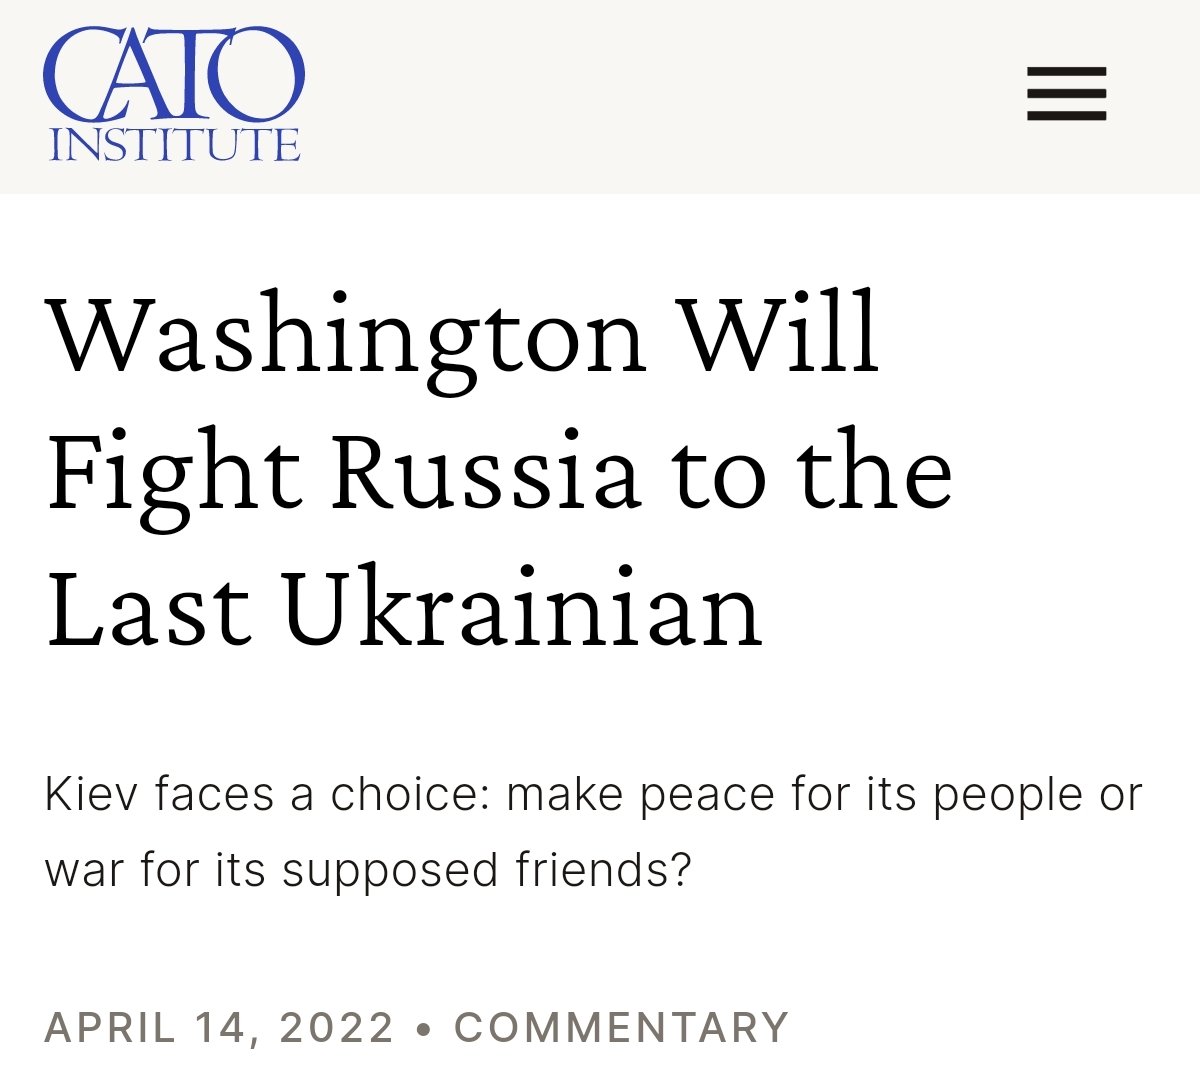 CATO
INSTITUTE
Washington Will
Fight Russia to the
Last Ukrainian
Kiev faces a choice: make peace for its people or
war for its supposed friends?
APRIL 14, 2022 • COMMENTARY